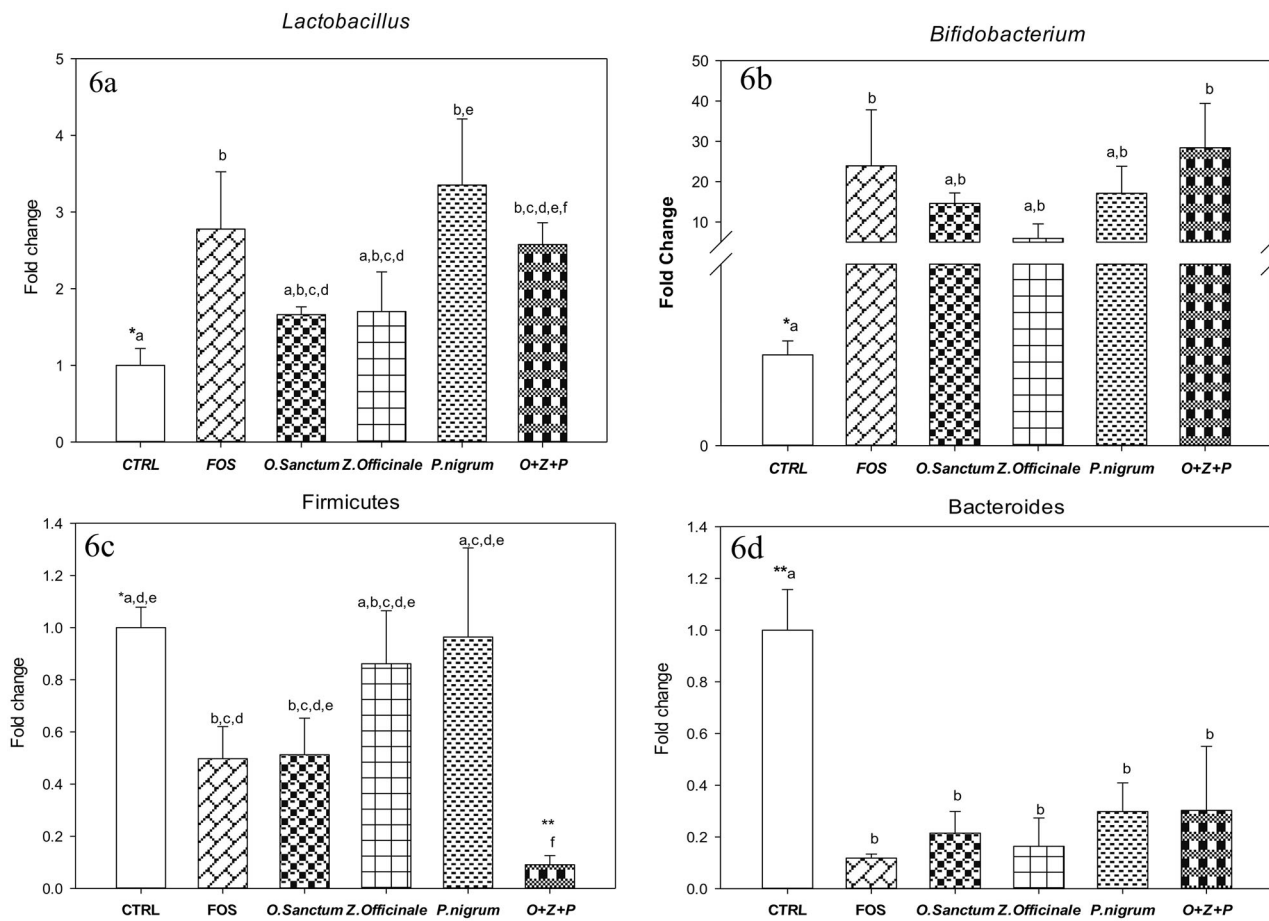 Lactobacillus
6a
Fold change
5
4
3
2
1
0
*a
b
a,b,c,d
a,b,c,d
b,e
b,c,d,e,f
CTRL FOS O.Sanctum Z.Officinale P.nigrum O+Z+P
Bifidobacterium
6b
Fold Change
50
40
30
20
10
0
*a
b
a,b
a,b
a,b
b
CTRL FOS O.Sanctum Z.Officinale P.nigrum O+Z+P
Firmicutes
6c
Fold change
1.4
1.2
1.0
0.8
0.6
0.4
0.2
0.0
*a,d,e
b,c,d
b,c,d,e
a,b,c,d,e
a,c,d,e
**
f
CTRL FOS O.Sanctum Z.Officinale P.nigrum O+Z+P
Bacteroides
6d
Fold change
1.4
1.2
1.0
0.8
0.6
0.4
0.2
0.0
**a
b
b
b
b
b
CTRL FOS O.Sanctum Z.Officinale P.nigrum O+Z+P